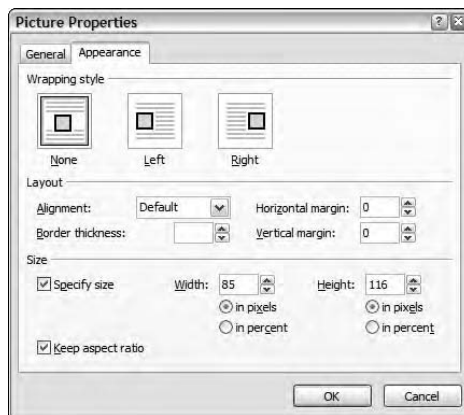 Picture Properties
General Appearance
Wrapping style
None Left Right
Layout
Alignment: Default Horizontal margin: 0
Border thickness: Vertical margin: 0
Size
Specify size Width: 85 Height: 116
in pixels in pixels
in percent in percent
Keep aspect ratio
OK Cancel